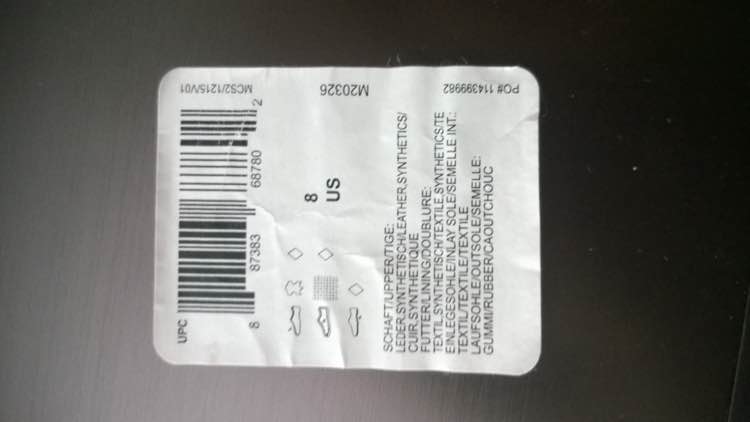 UPC
8 87383 68780 2
8
US
SCHAFT/UPPER/TIGE:
LEDER,SYNTHETISCH/LEATHER,SYNTHETICS/
CUIR,SYNTHETIQUE
FUTTER/LINING/DOUBLURE:
TEXTIL,SYNTHETISCH/TEXTILE,SYNTHETICS/TE
EINLEGESOHLE/INLAY SOLE/SEMELLE INT.:
TEXTIL/TEXTILE/TEXTILE
LAUFSOHLE/OUTSOLE/SEMELLE:
GUMMI/RUBBER/CAOUTCHOUC
MCS2/1215/V01
M20326
PO# 114399982